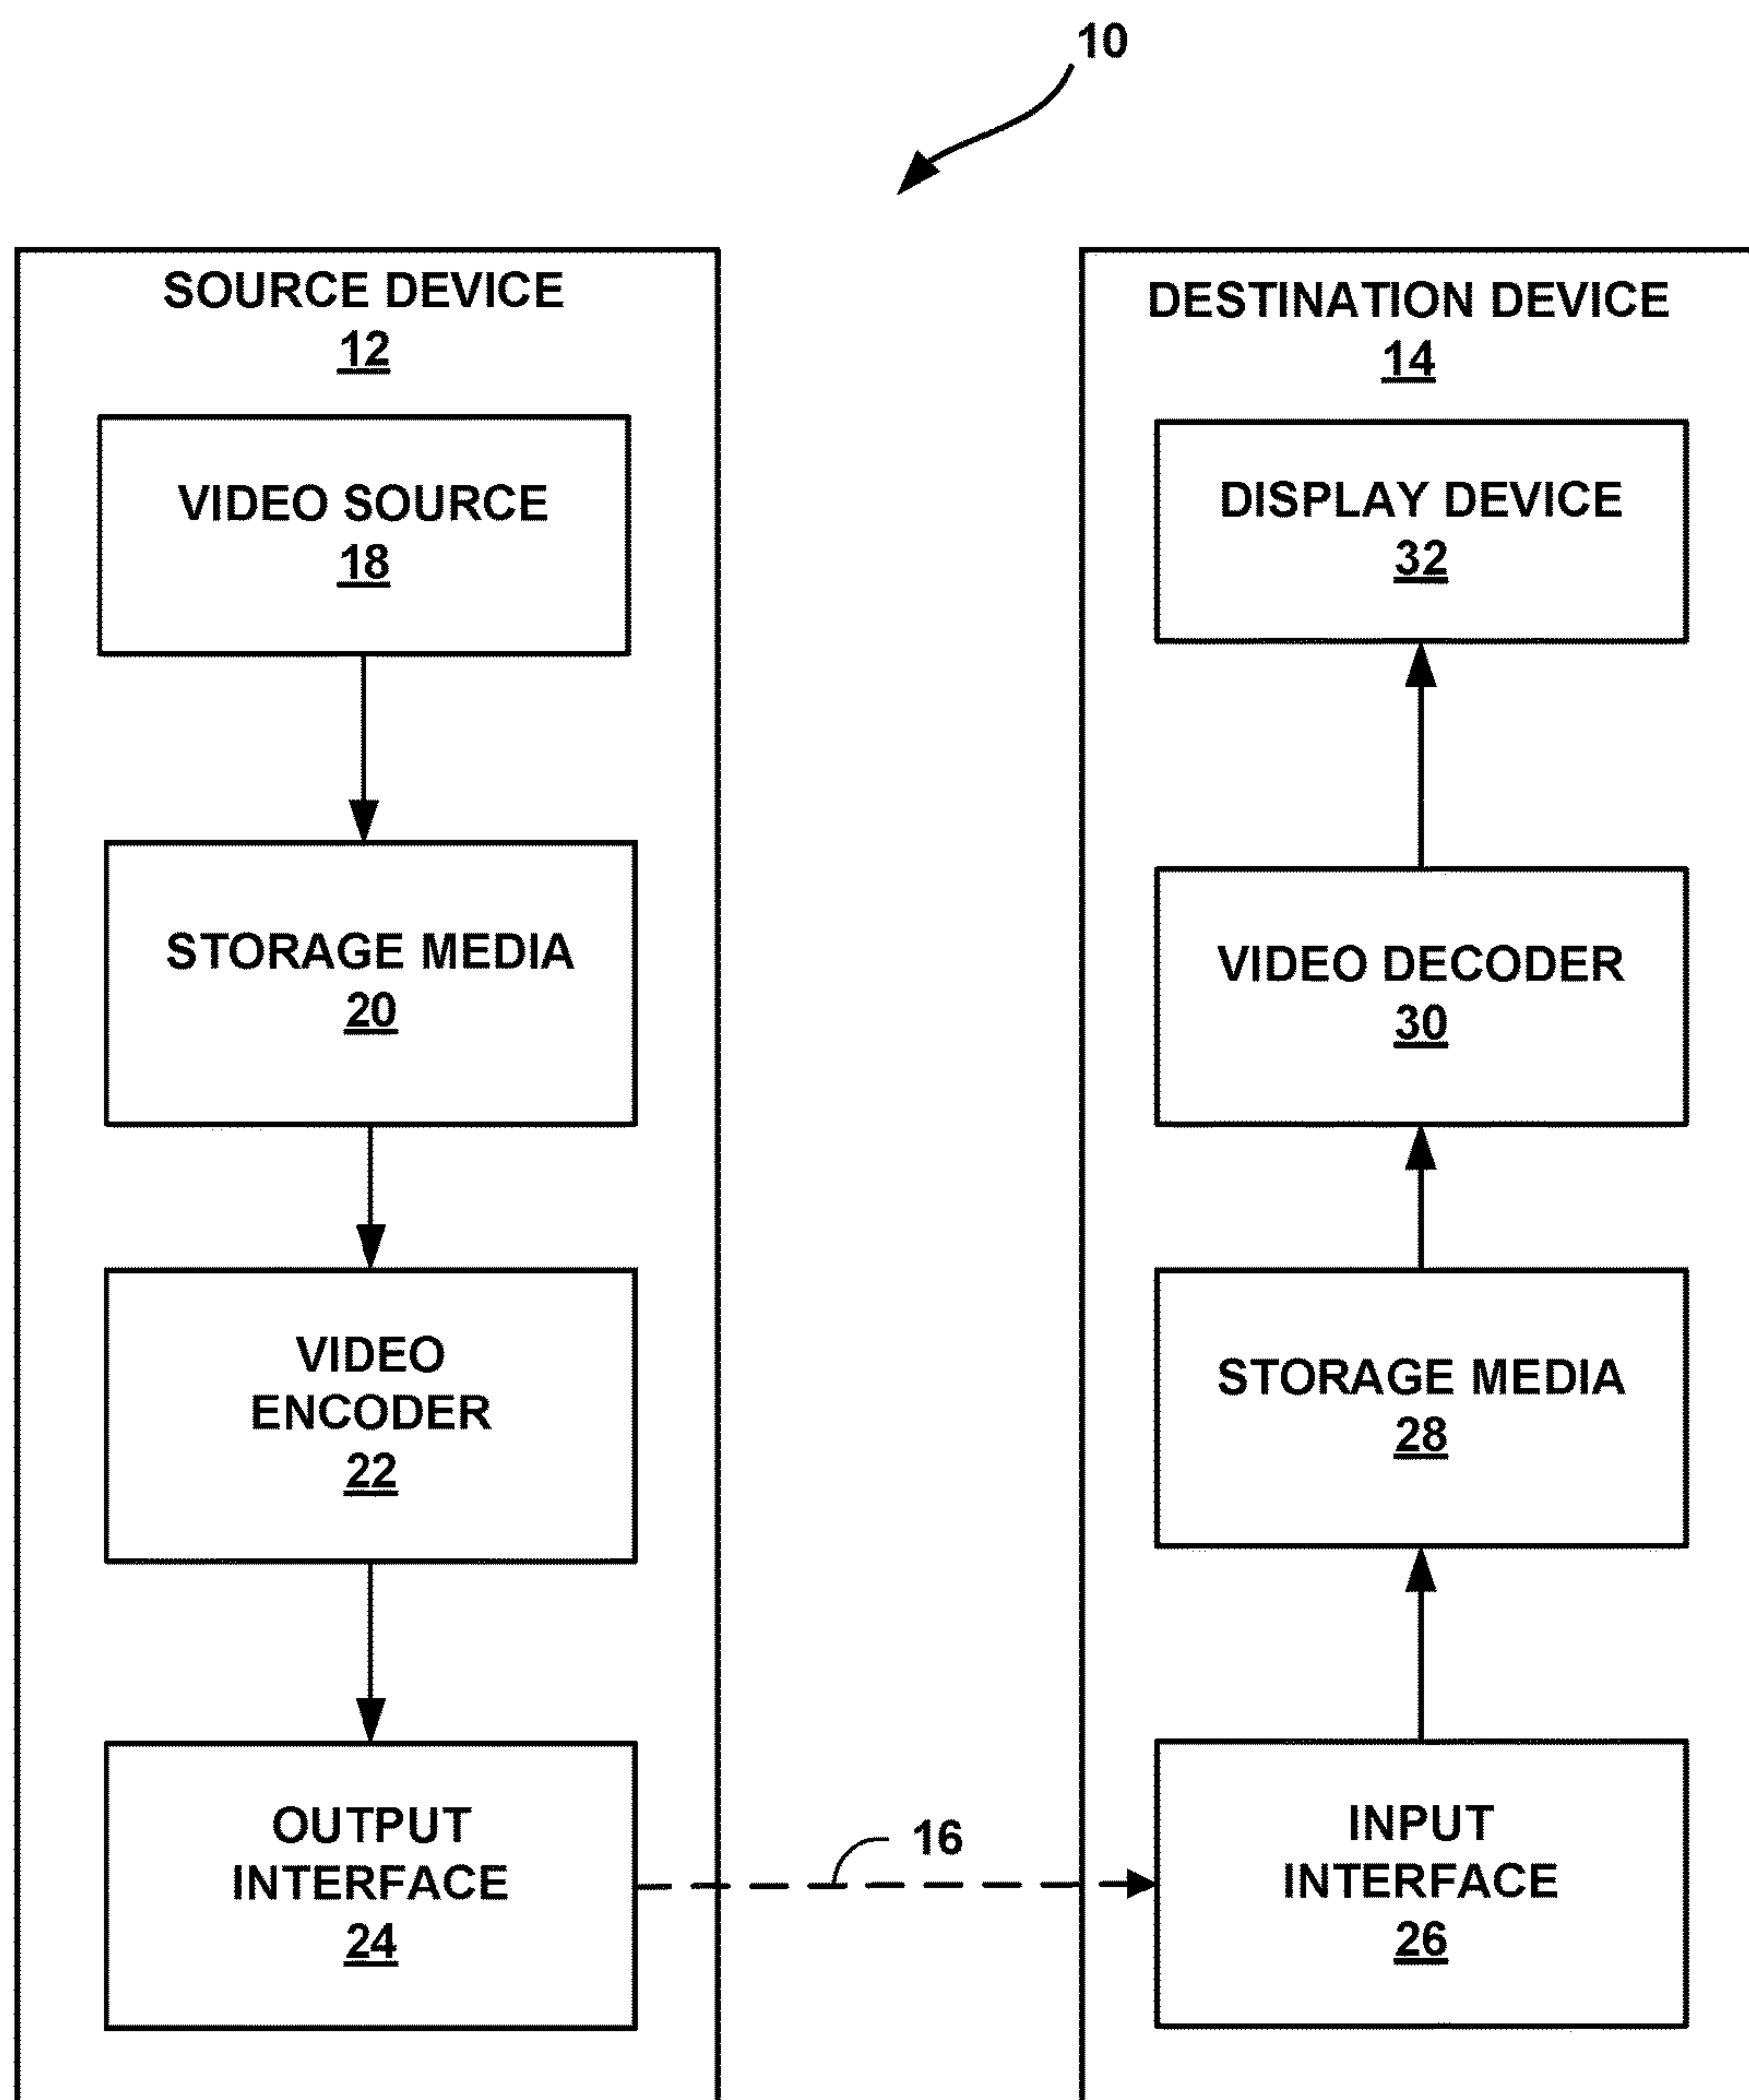 10
SOURCE DEVICE
12
VIDEO SOURCE
18
STORAGE MEDIA
20
VIDEO
ENCODER
22
OUTPUT
INTERFACE
24
16
DESTINATION DEVICE
14
DISPLAY DEVICE
32
VIDEO DECODER
30
STORAGE MEDIA
28
INPUT
INTERFACE
26